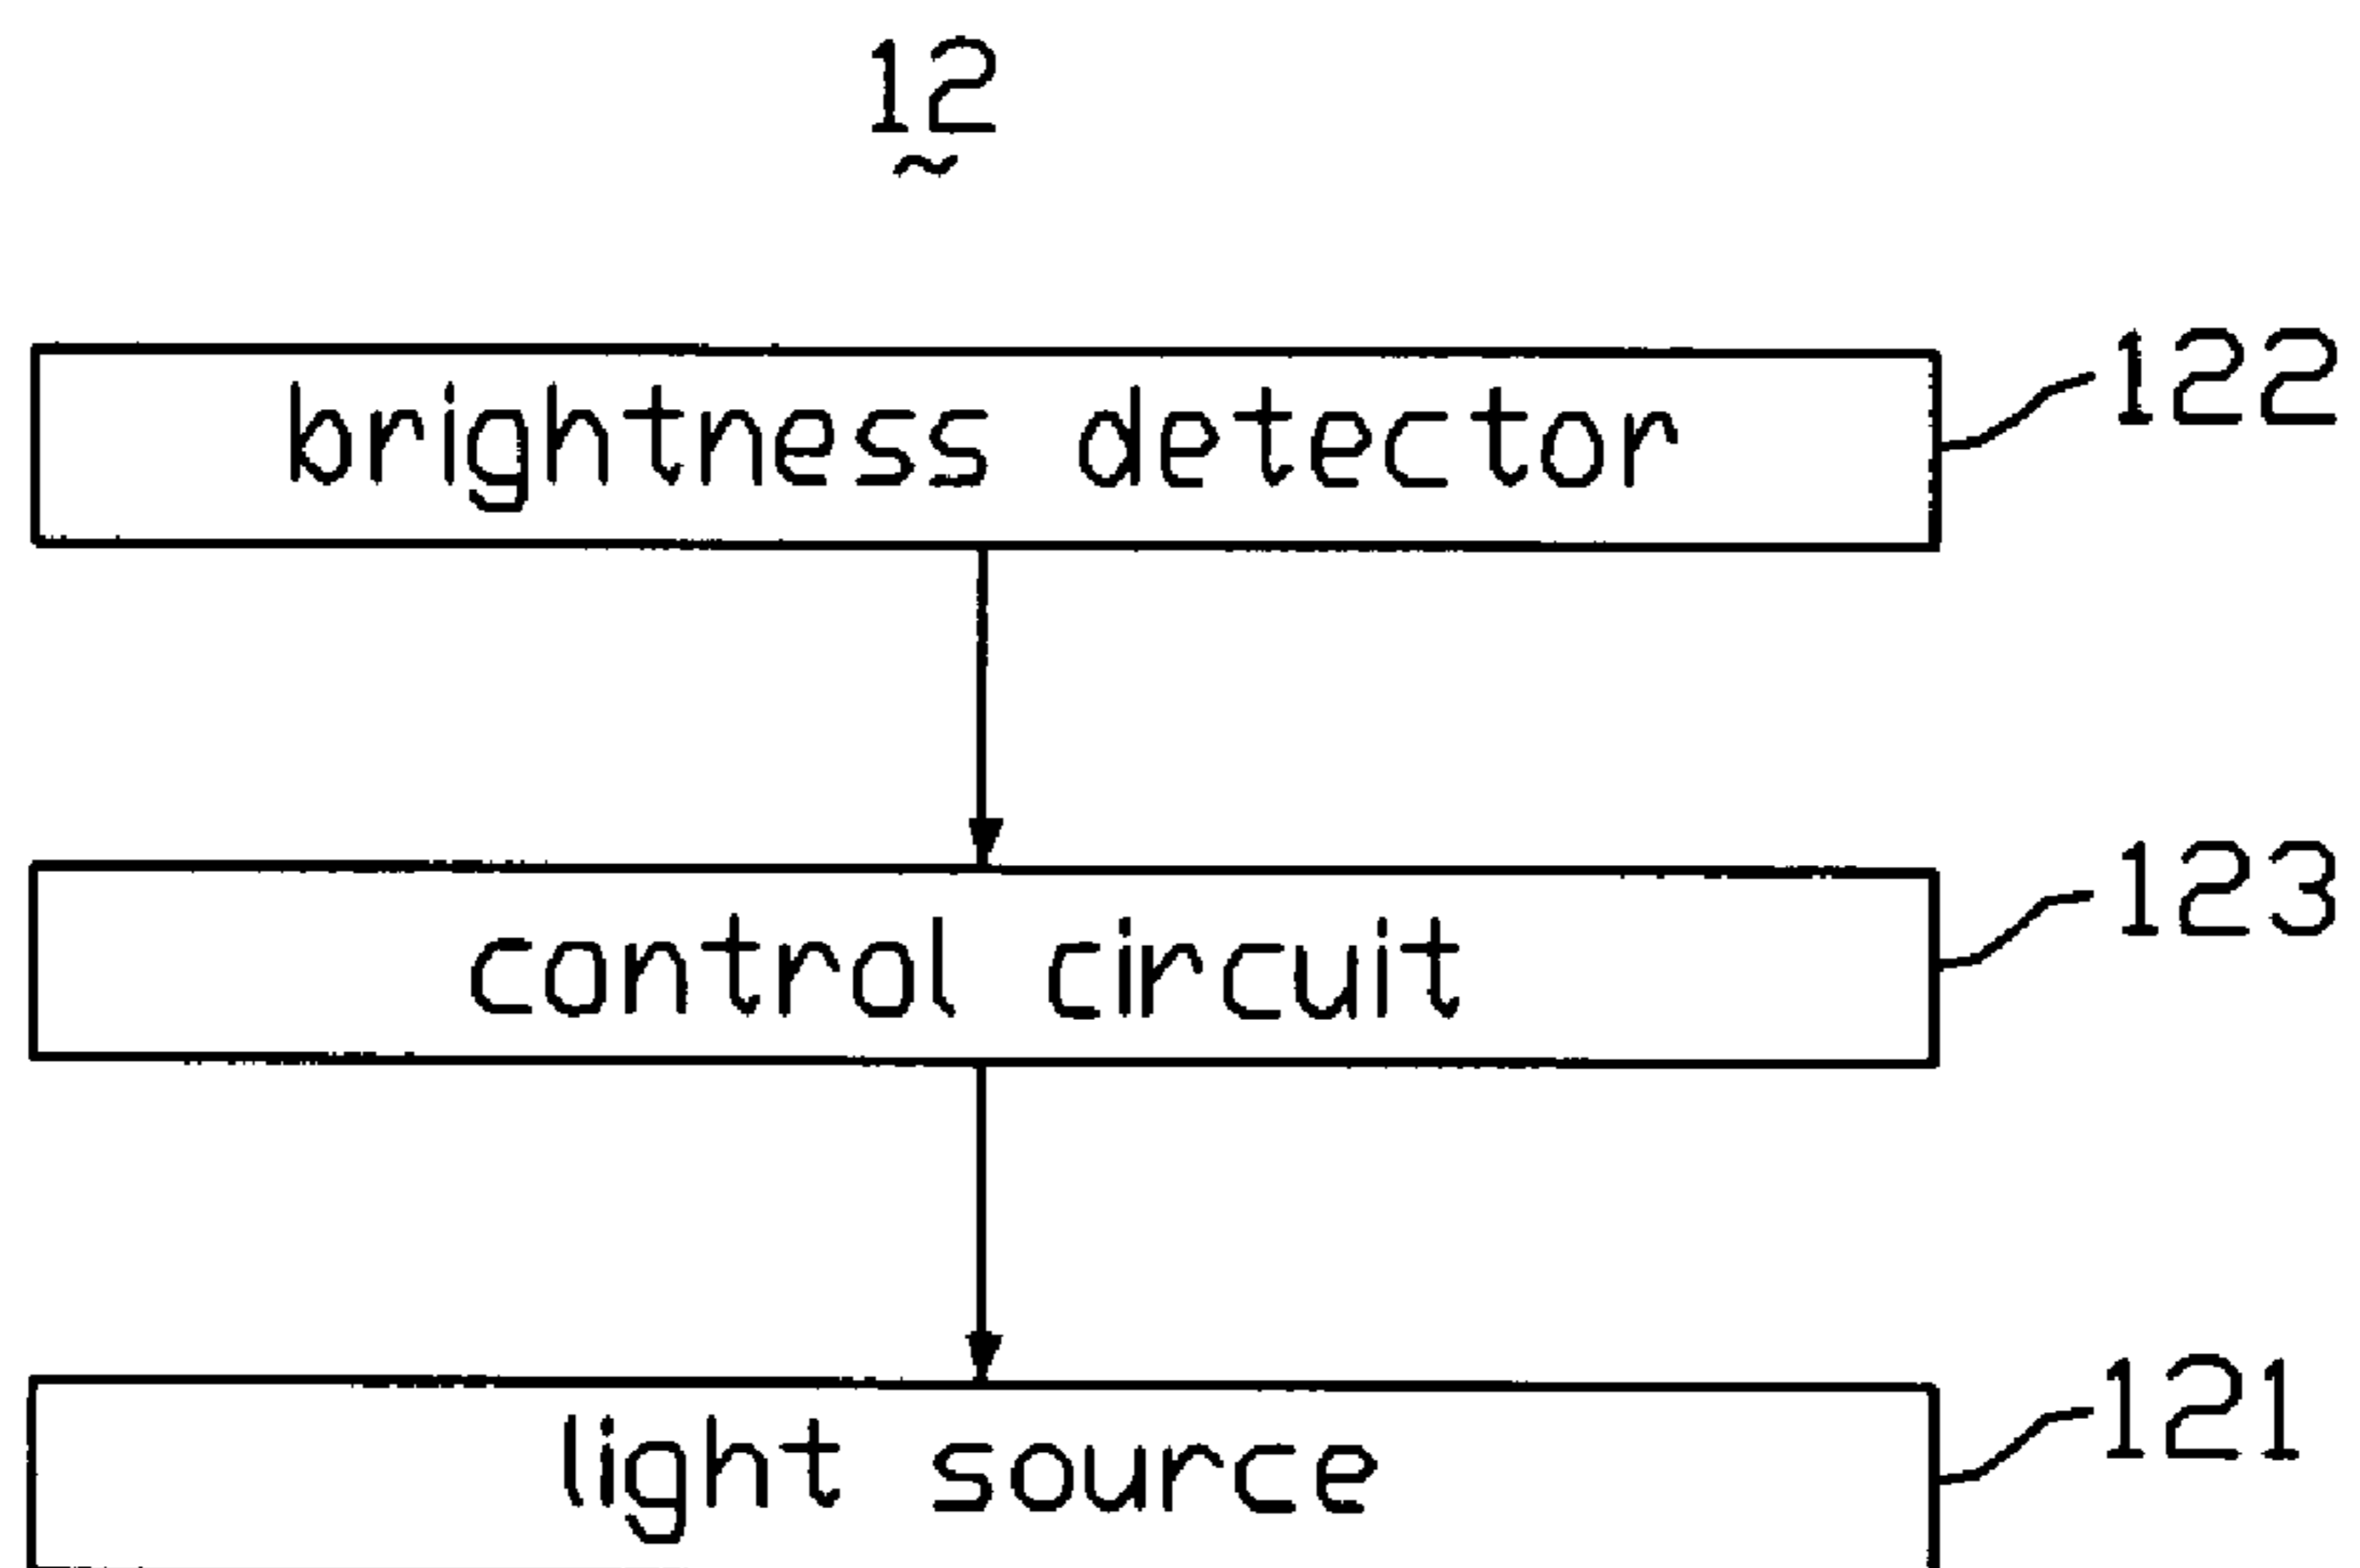 12
brightness detector
122
control circuit
123
light source
121